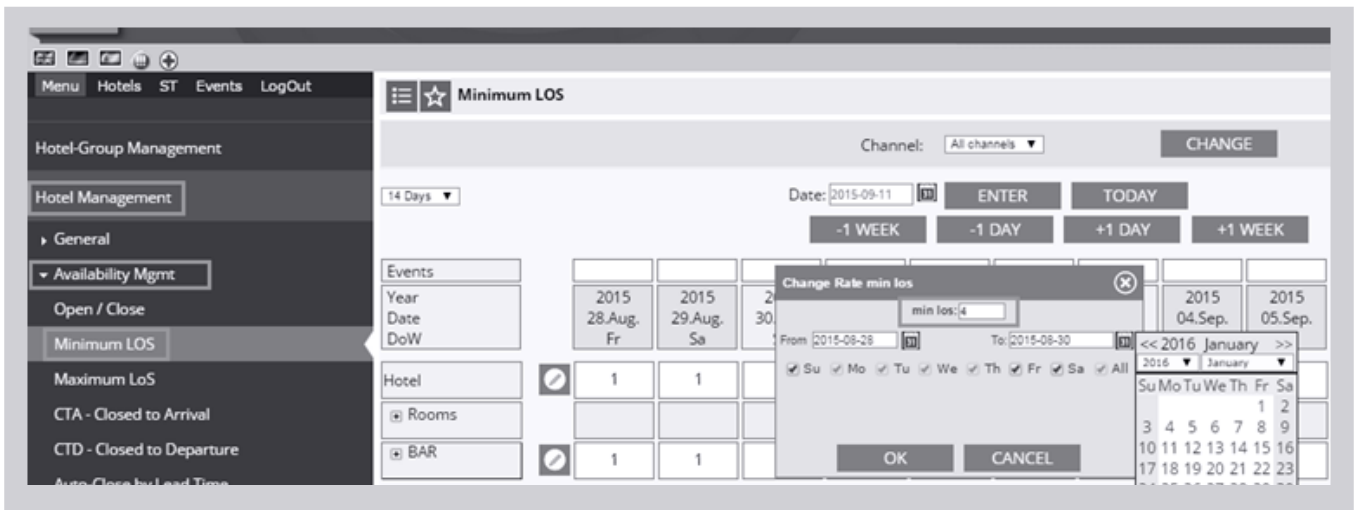 Menu Hotels ST Events LogOut
Minimum LOS
Hotel-Group Management
Channel: All channels ▼ CHANGE
Hotel Management
14 Days ▼ Date: 2015-09-11 ENTER TODAY
-1 WEEK -1 DAY +1 DAY +1 WEEK
General
Availability Mgmt
Open / Close
Minimum LOS
Maximum LoS
CTA - Closed to Arrival
CTD - Closed to Departure
Auto-Close by Lead Time
Events
Year 2015 2015 2015 2015
Date 28.Aug. 29.Aug. 30. 04.Sep. 05.Sep.
DoW Fr Sa
Hotel 1 1
Rooms
BAR 1 1
Change Rate min los
min los: 4
From 2015-08-28 To: 2015-08-30
Su Mo Tu We Th Fr Sa All
OK CANCEL
<< 2016 January >>
2016 ▼ January ▼
Su Mo Tu We Th Fr Sa
1 2
3 4 5 6 7 8 9
10 11 12 13 14 15 16
17 18 19 20 21 22 23